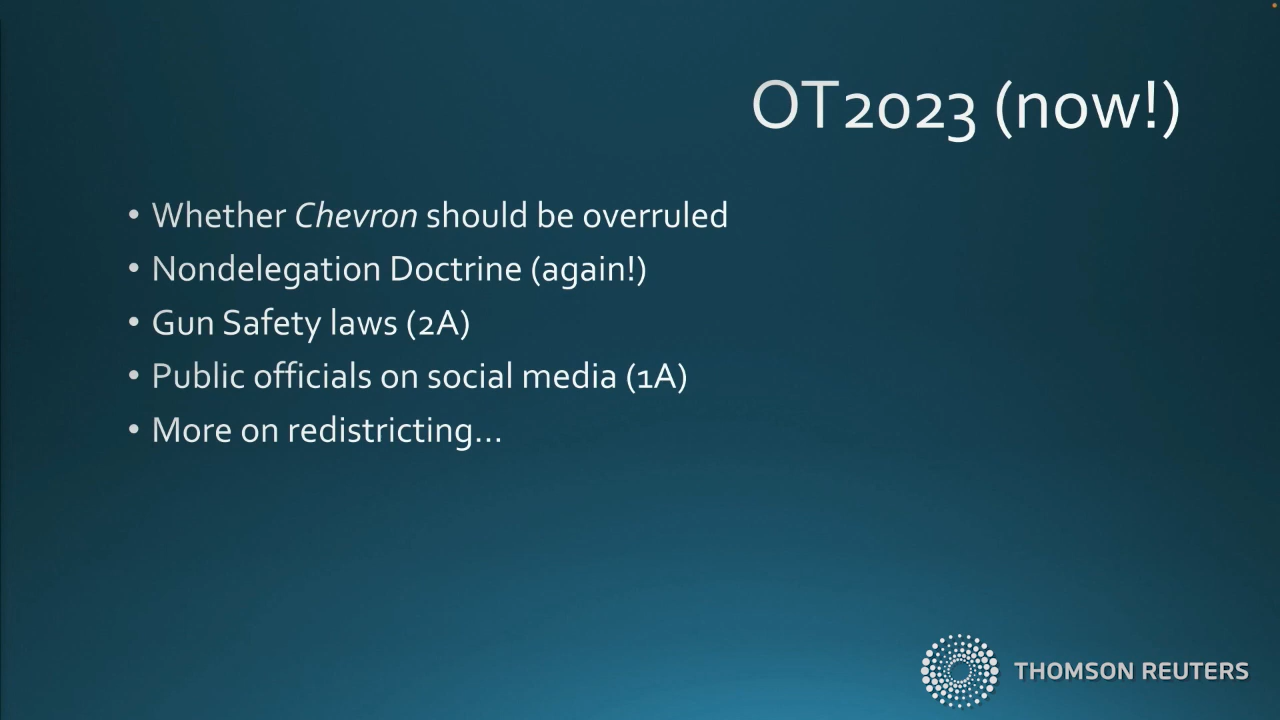 OT2023 (now!)
• Whether Chevron should be overruled
• Nondelegation Doctrine (again!)
• Gun Safety laws (2A)
• Public officials on social media (1A)
• More on redistricting...
THOMSON REUTERS